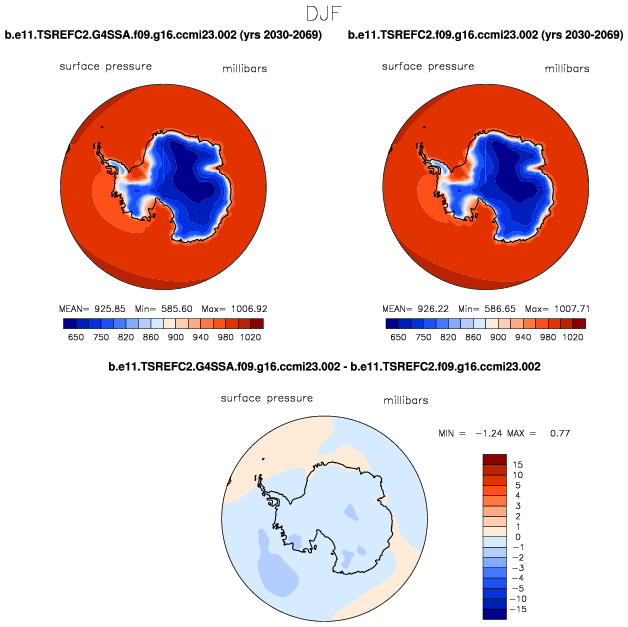 DJF
b.e11.TSREFC2.G4SSA.f09.g16.ccmi23.002 (yrs 2030-2069)
b.e11.TSREFC2.f09.g16.ccmi23.002 (yrs 2030-2069)
surface pressure millibars
surface pressure millibars
MEAN= 925.85 Min= 585.60 Max= 1006.92
MEAN= 926.22 Min= 586.65 Max= 1007.71
650 750 820 860 900 940 980 1020
650 750 820 860 900 940 980 1020
b.e11.TSREFC2.G4SSA.f09.g16.ccmi23.002 - b.e11.TSREFC2.f09.g16.ccmi23.002
surface pressure millibars
MIN = -1.24 MAX = 0.77
15
10
5
4
3
2
1
0
-1
-2
-3
-4
-5
-10
-15